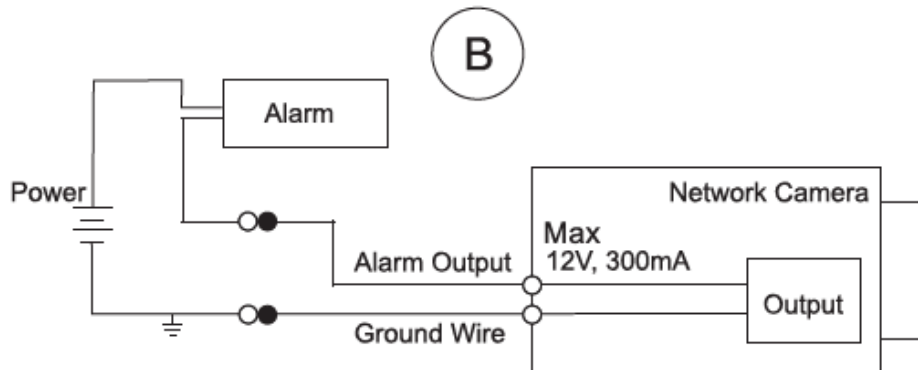 B
Alarm
Power
Network Camera
Max
12V, 300mA
Alarm Output
Output
Ground Wire